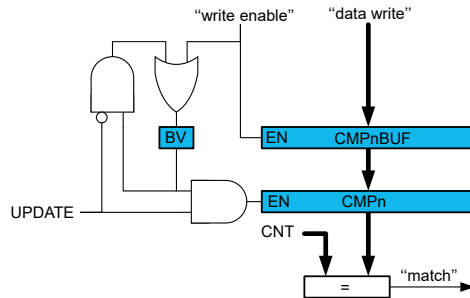 “write enable”
“data write”
BV
EN
CMPnBUF
EN
CMPn
UPDATE
CNT
=
“match”